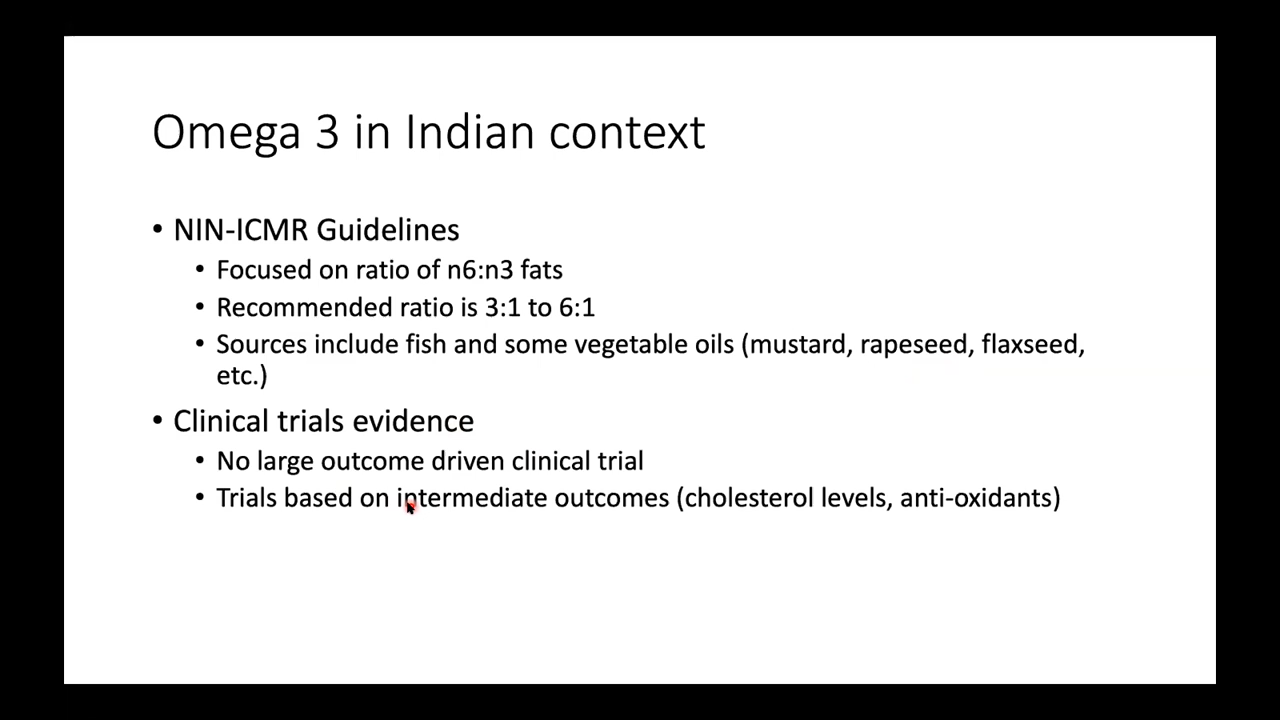 Omega 3 in Indian context
• NIN-ICMR Guidelines
• Focused on ratio of n6:n3 fats
• Recommended ratio is 3:1 to 6:1
• Sources include fish and some vegetable oils (mustard, rapeseed, flaxseed,
etc.)
• Clinical trials evidence
• No large outcome driven clinical trial
• Trials based on intermediate outcomes (cholesterol levels, anti-oxidants)